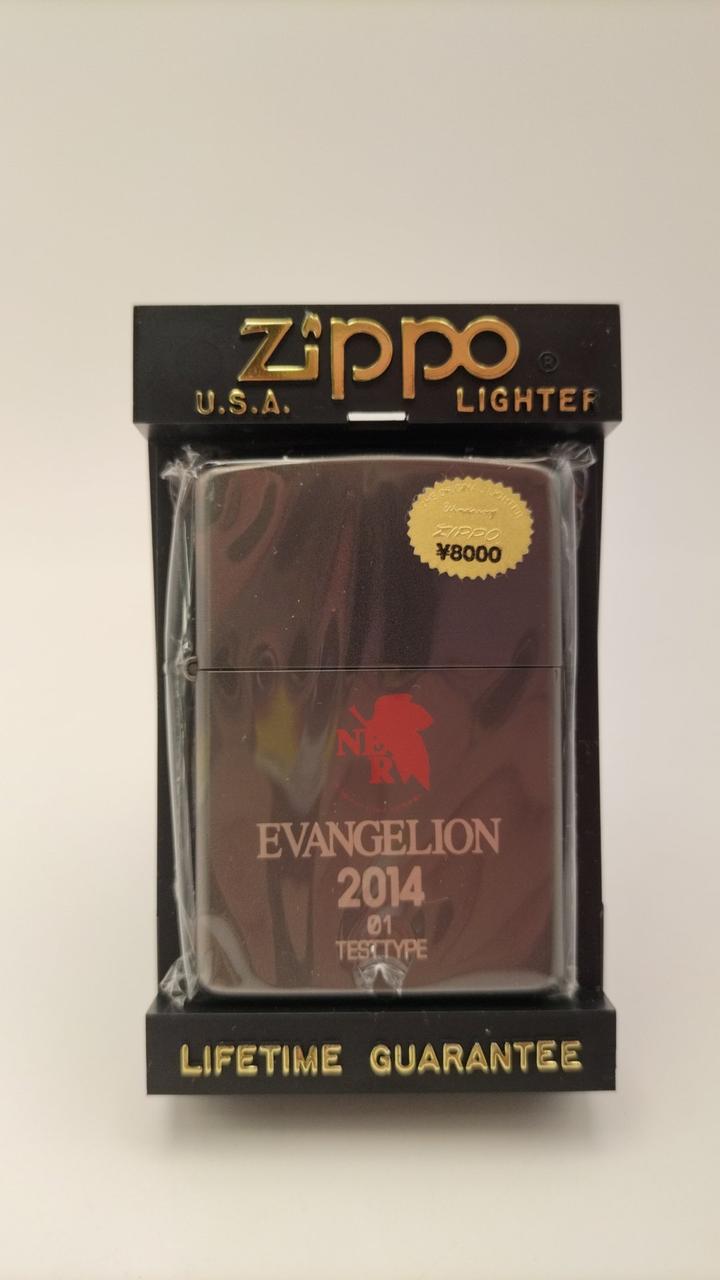 Zippo ®
U.S.A. LIGHTER
ZIPPO
¥8000
NERV
EVANGELION
2014
01
TESTTYPE
LIFETIME GUARANTEE